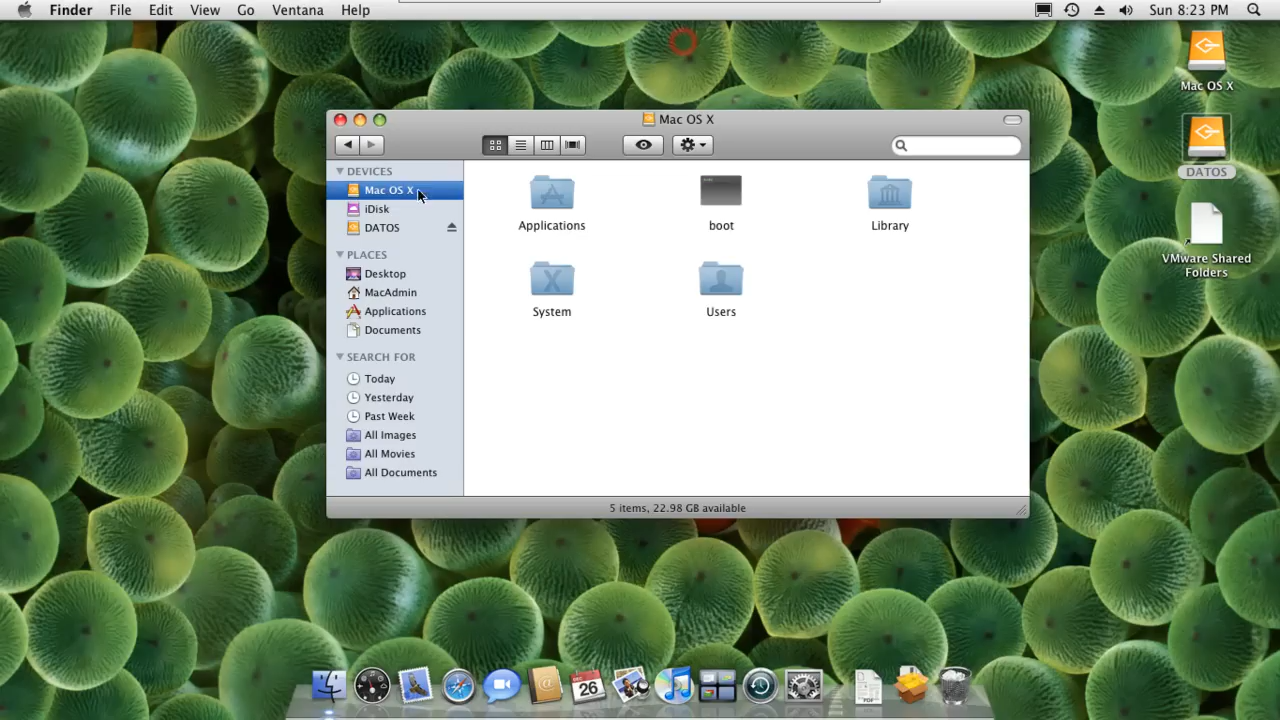 Finder File Edit View Go Ventana Help Sun 8:23 PM
Mac OS X
DEVICES
Mac OS X
iDisk
DATOS
PLACES
Desktop
MacAdmin
Applications
Documents
SEARCH FOR
Today
Yesterday
Past Week
All Images
All Movies
All Documents
Applications boot Library
System Users
5 items, 22.98 GB available
Mac OS X
DATOS
VMware Shared
Folders
DEC
26
PDF